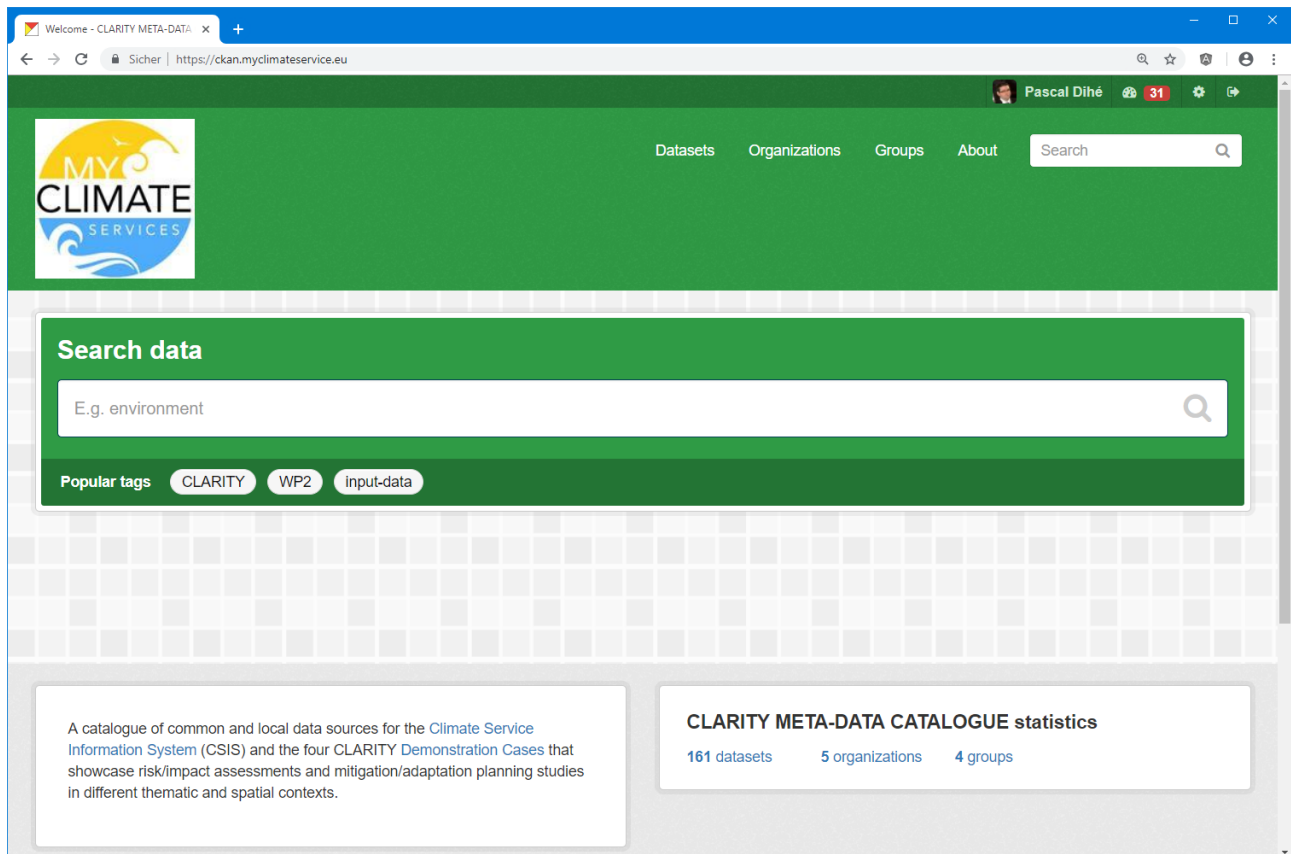 Welcome - CLARITY META-DATA
Sicher | https://ckan.myclimateservice.eu
Pascal Dihé 31
MY
CLIMATE
SERVICES
Datasets Organizations Groups About Search
Search data
E.g. environment
Popular tags CLARITY WP2 input-data
A catalogue of common and local data sources for the Climate Service
Information System (CSIS) and the four CLARITY Demonstration Cases that
showcase risk/impact assessments and mitigation/adaptation planning studies
in different thematic and spatial contexts.
CLARITY META-DATA CATALOGUE statistics
161 datasets 5 organizations 4 groups